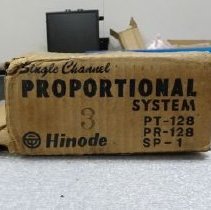 Single Channel
PROPORTIONAL
SYSTEM
3
PT-128
PR-128
SP-1
Hinode